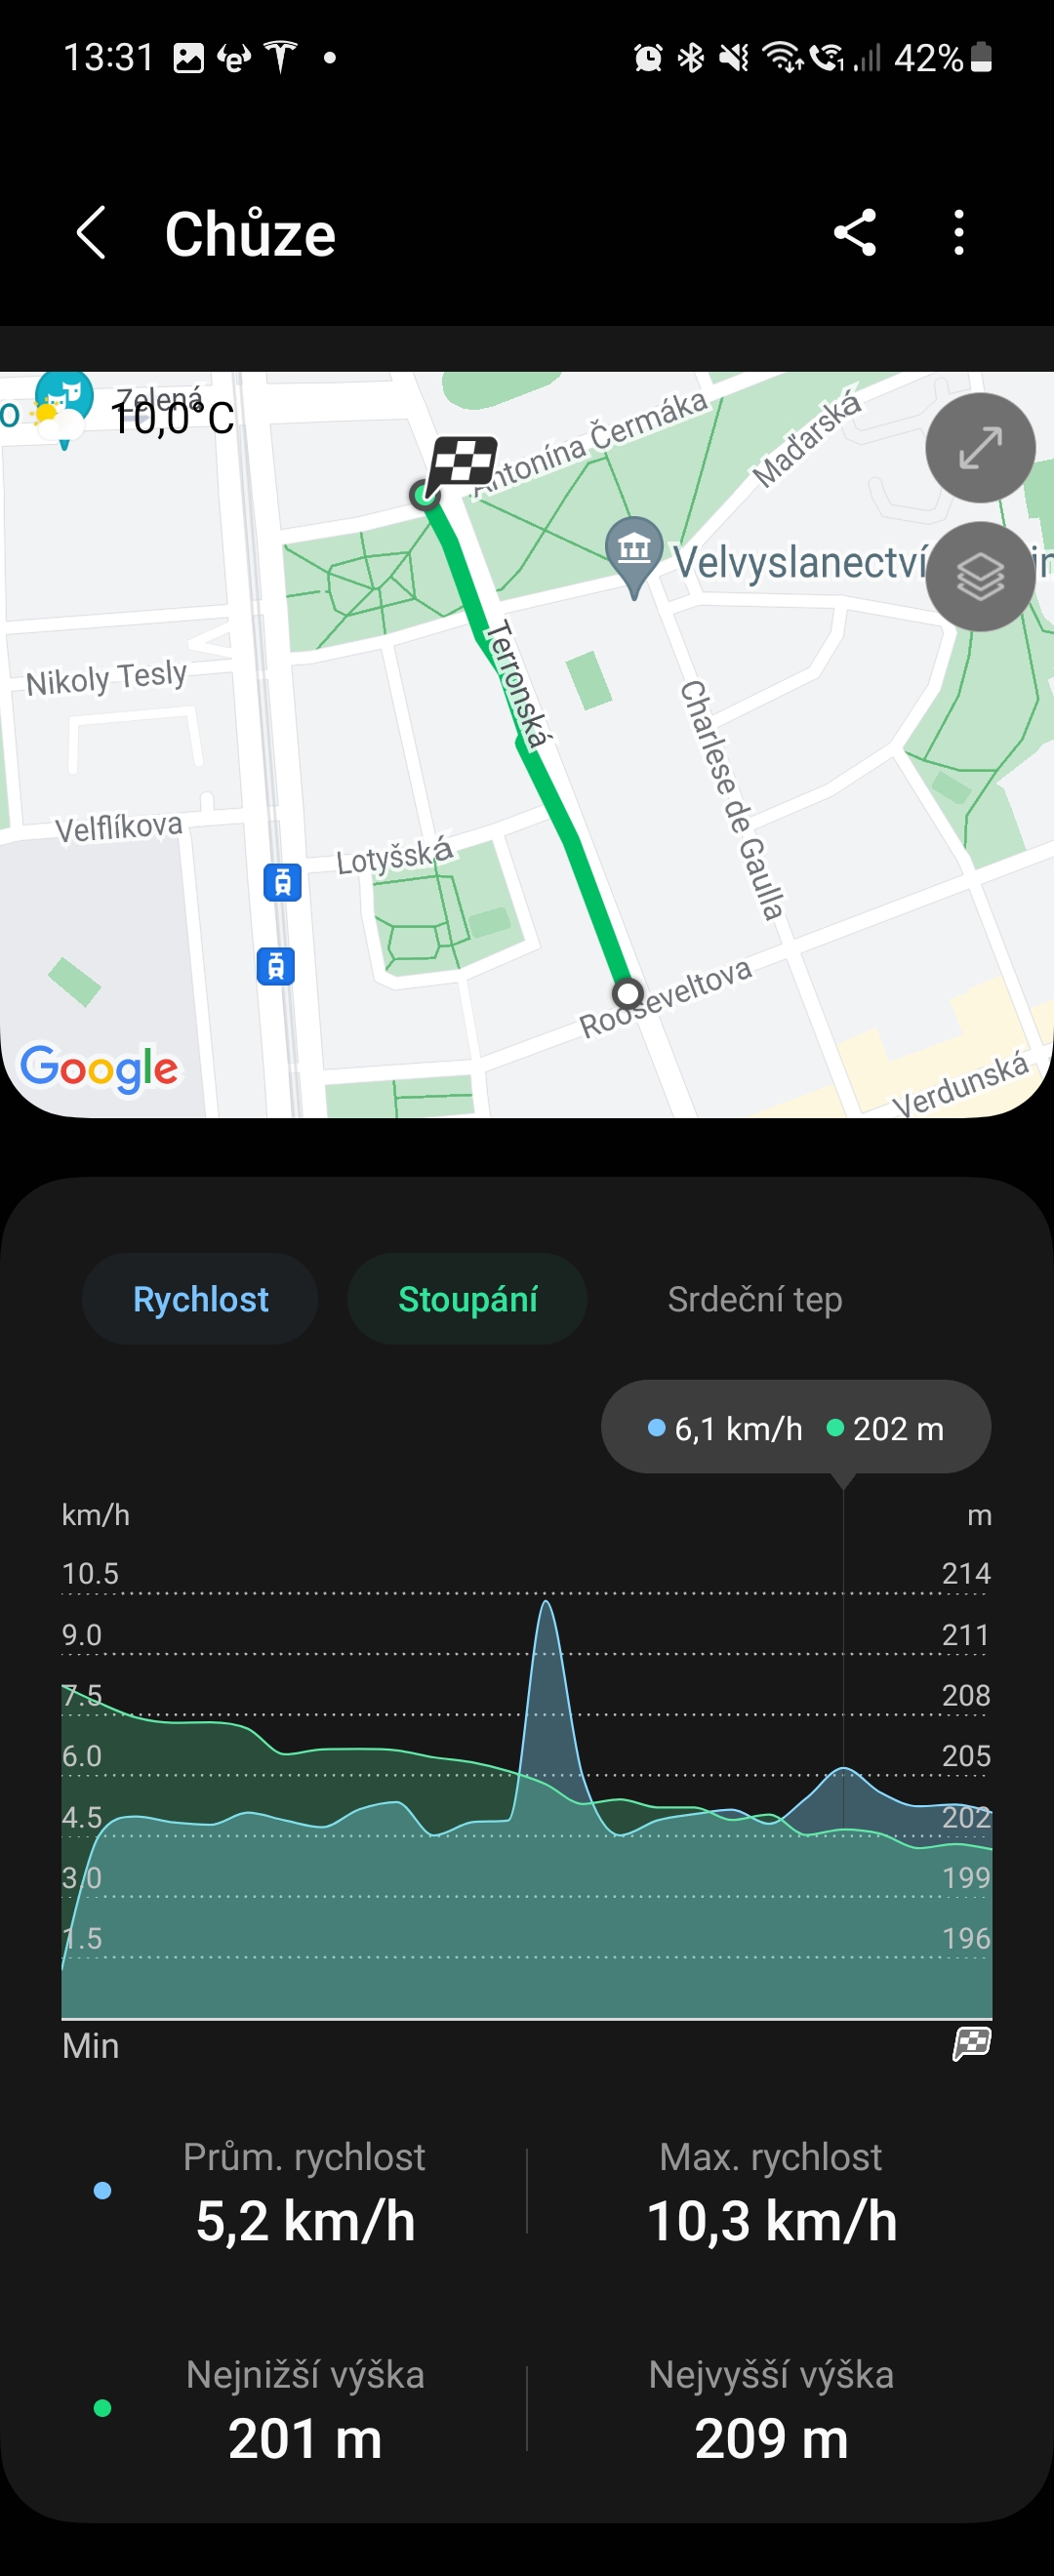 13:31 42%
Chůze
Zelená
10,0°C
Antonína Čermáka
Maďarská
Velvyslanectví
Terronská
Nikoly Tesly
Charlese de Gaulla
Velflíkova
Lotyšská
Rooseveltova
Google
Verdunská
Rychlost Stoupání Srdeční tep
6,1 km/h 202 m
km/h m
10.5 214
9.0 211
7.5 208
6.0 205
4.5 202
3.0 199
1.5 196
Min
Prům. rychlost Max. rychlost
5,2 km/h 10,3 km/h
Nejnižší výška Nejvyšší výška
201 m 209 m